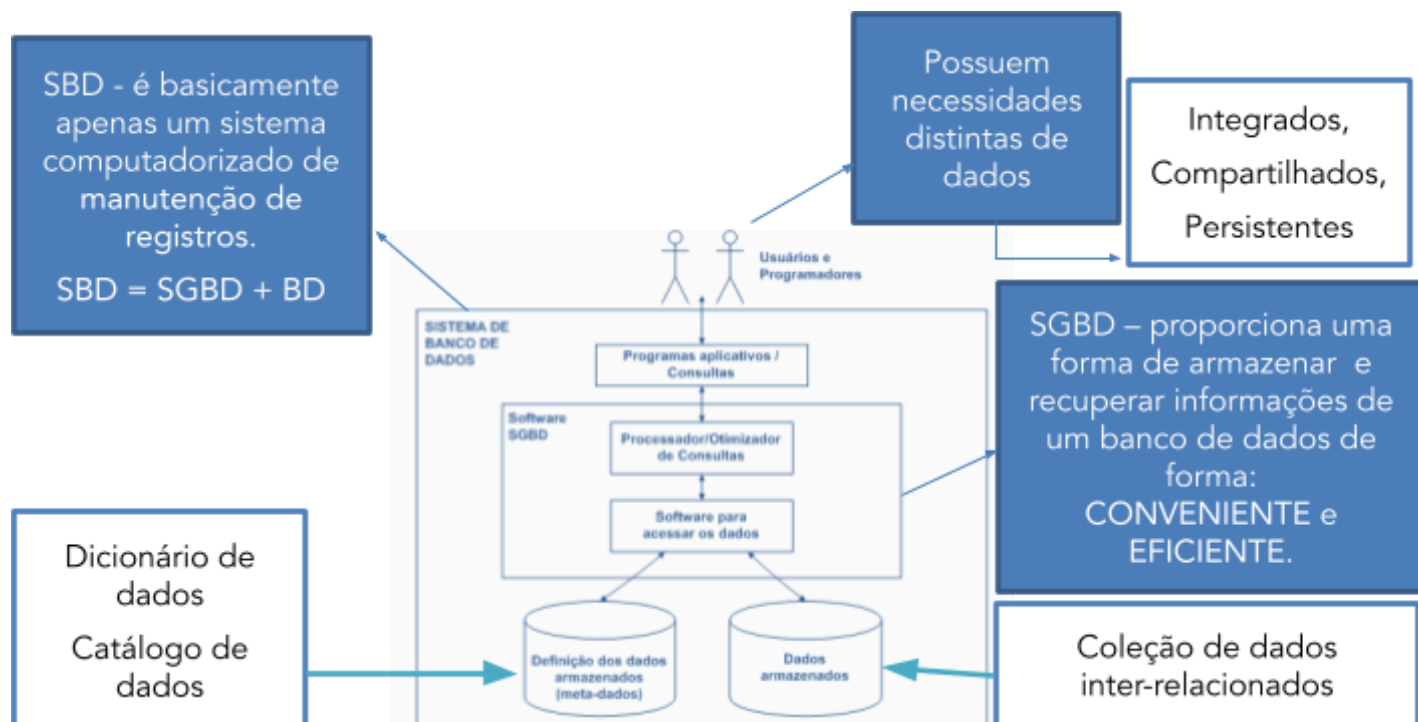 SBD - é basicamente
apenas um sistema
computadorizado de
manutenção de
registros.
SBD = SGBD + BD
Possuem
necessidades
distintas de
dados
Integrados,
Compartilhados,
Persistentes
Usuários e
Programadores
SISTEMA DE
BANCO DE
DADOS
Programas aplicativos /
Consultas
Software
SGBD
Processador/Otimizador
de Consultas
Software para
acessar os dados
SGBD – proporciona uma
forma de armazenar e
recuperar informações de
um banco de dados de
forma:
CONVENIENTE e
EFICIENTE.
Dicionário de
dados
Catálogo de
dados
Definição dos dados
armazenados
(meta-dados)
Dados
armazenados
Coleção de dados
inter-relacionados